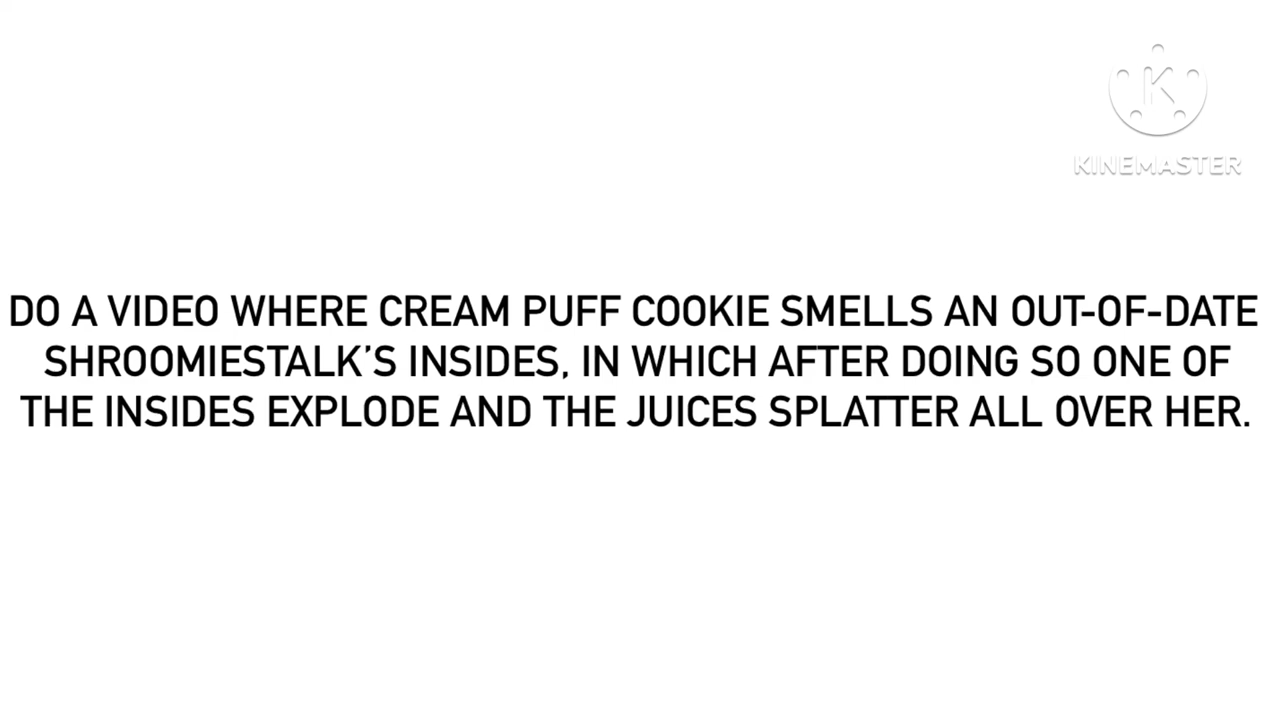 KINEMASTER
DO A VIDEO WHERE CREAM PUFF COOKIE SMELLS AN OUT-OF-DATE
SHROOMIESTALK’S INSIDES, IN WHICH AFTER DOING SO ONE OF
THE INSIDES EXPLODE AND THE JUICES SPLATTER ALL OVER HER.